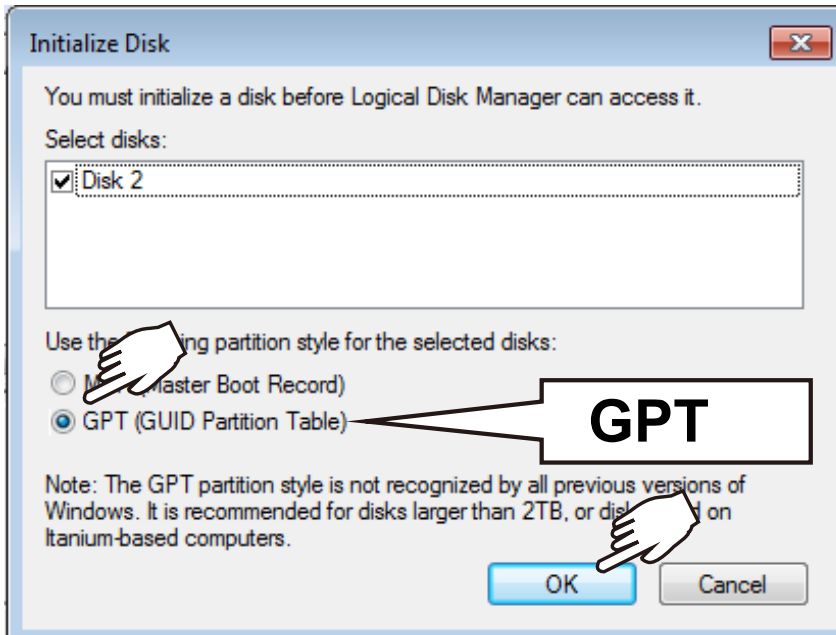 Initialize Disk
You must initialize a disk before Logical Disk Manager can access it.
Select disks:
Disk 2
Use the ing partition style for the selected disks:
(Master Boot Record)
GPT (GUID Partition Table)
GPT
Note: The GPT partition style is not recognized by all previous versions of
Windows. It is recommended for disks larger than 2TB, or on
Itanium-based computers.
OK
Cancel